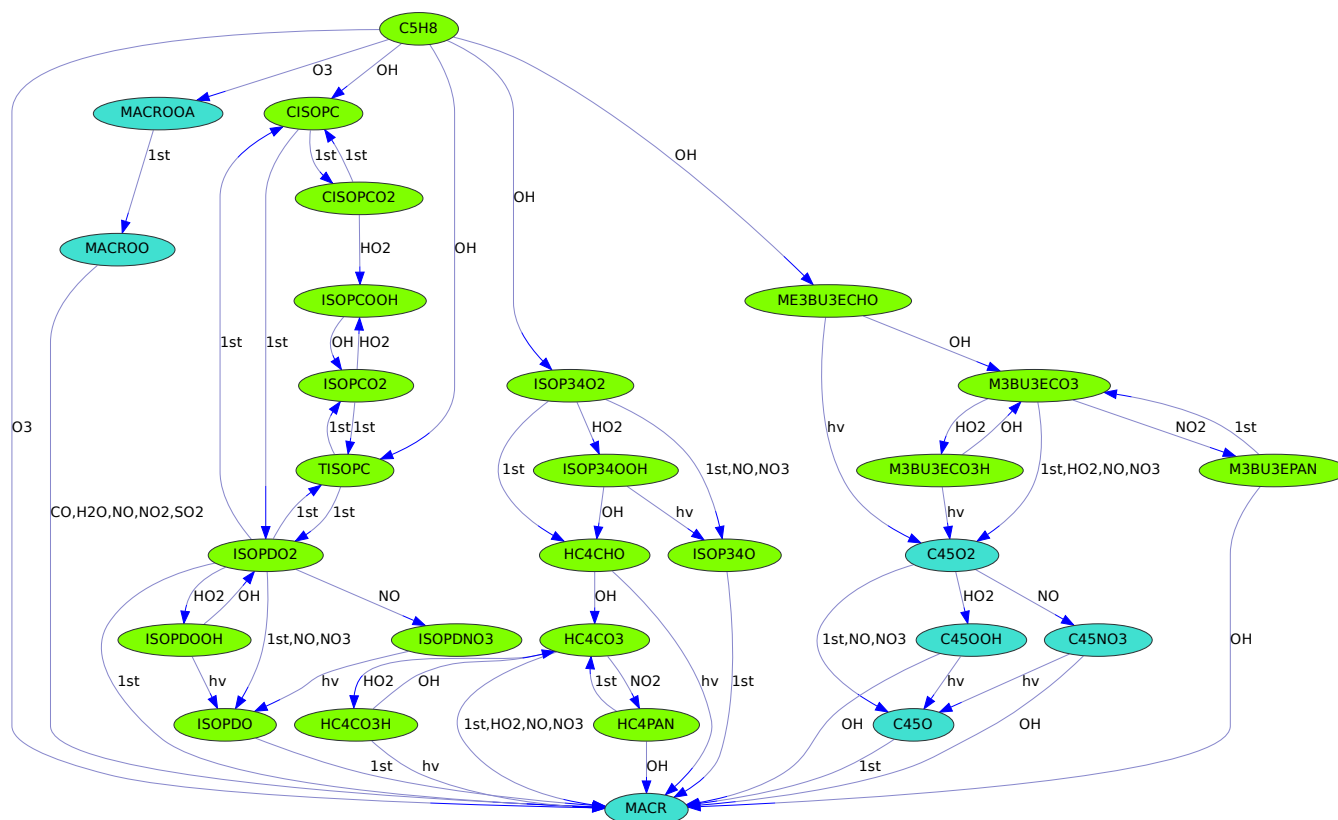 C5H8
O3
OH
MACROOA
CISOPC
1st
1st
1st
OH
CISOPCO2
OH
MACROO
HO2
OH
ISOPCOOH
ME3BU3ECHO
1st
1st
OH
HO2
OH
ISOPCO2
ISOP34O2
M3BU3ECO3
O3
1st
1st
HO2
hv
HO2
OH
NO2
1st
TISOPC
ISOP34OOH
M3BU3ECO3H
M3BU3EPAN
1st
1st,NO,NO3
1st,HO2,NO,NO3
CO,H2O,NO,NO2,SO2
1st
1st
OH
hv
hv
ISOPDO2
HC4CHO
ISOP34O
C45O2
HO2
OH
NO
OH
HO2
NO
ISOPDOOH
1st,NO,NO3
ISOPDNO3
HC4CO3
1st,NO,NO3
C45OOH
C45NO3
OH
1st
hv
hv
HO2
OH
1st
NO2
hv
1st
hv
hv
ISOPDO
HC4CO3H
1st,HO2,NO,NO3
HC4PAN
OH
C45O
OH
1st
hv
OH
1st
MACR